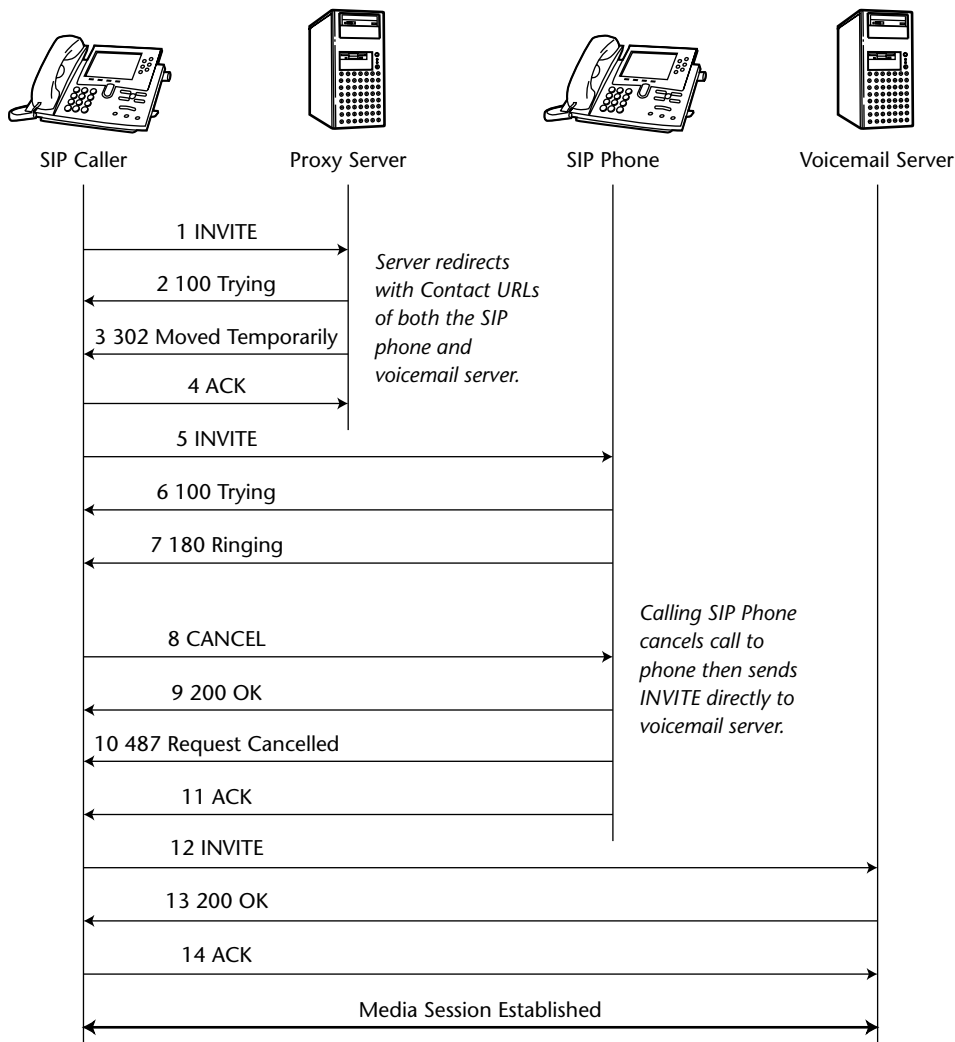 SIP Caller
Proxy Server
SIP Phone
Voicemail Server
1 INVITE
2 100 Trying
3 302 Moved Temporarily
4 ACK
Server redirects
with Contact URLs
of both the SIP
phone and
voicemail server.
5 INVITE
6 100 Trying
7 180 Ringing
8 CANCEL
9 200 OK
10 487 Request Cancelled
11 ACK
Calling SIP Phone
cancels call to
phone then sends
INVITE directly to
voicemail server.
12 INVITE
13 200 OK
14 ACK
Media Session Established